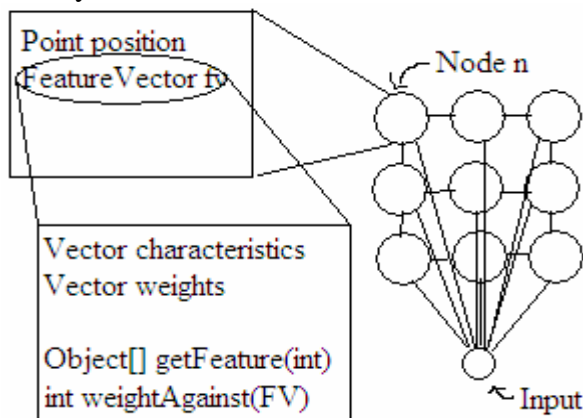 Point position
FeatureVector fv
Node n
Vector characteristics
Vector weights
Object[] getFeature(int)
int weightAgainst(FV)
Input